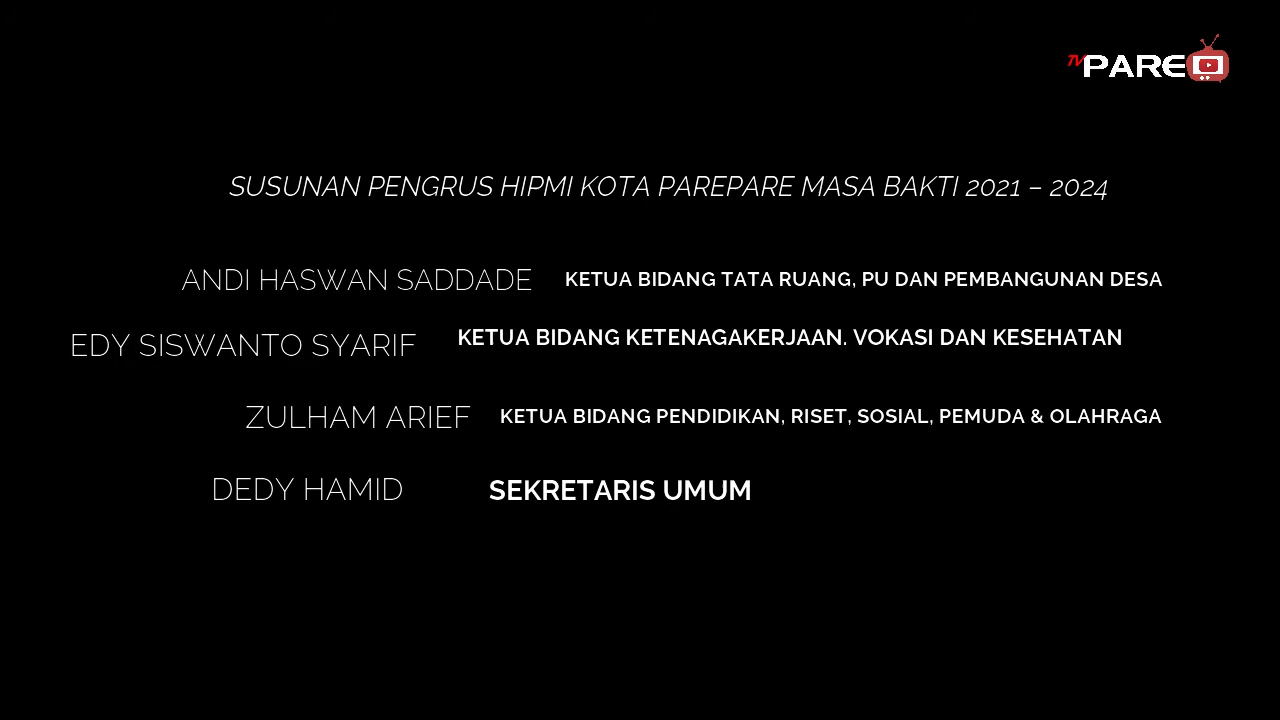 TV PARE
SUSUNAN PENGRUS HIPMI KOTA PAREPARE MASA BAKTI 2021 – 2024
ANDI HASWAN SADDADE KETUA BIDANG TATA RUANG, PU DAN PEMBANGUNAN DESA
EDY SISWANTO SYARIF KETUA BIDANG KETENAGAKERJAAN. VOKASI DAN KESEHATAN
ZULHAM ARIEF KETUA BIDANG PENDIDIKAN, RISET, SOSIAL, PEMUDA & OLAHRAGA
DEDY HAMID SEKRETARIS UMUM